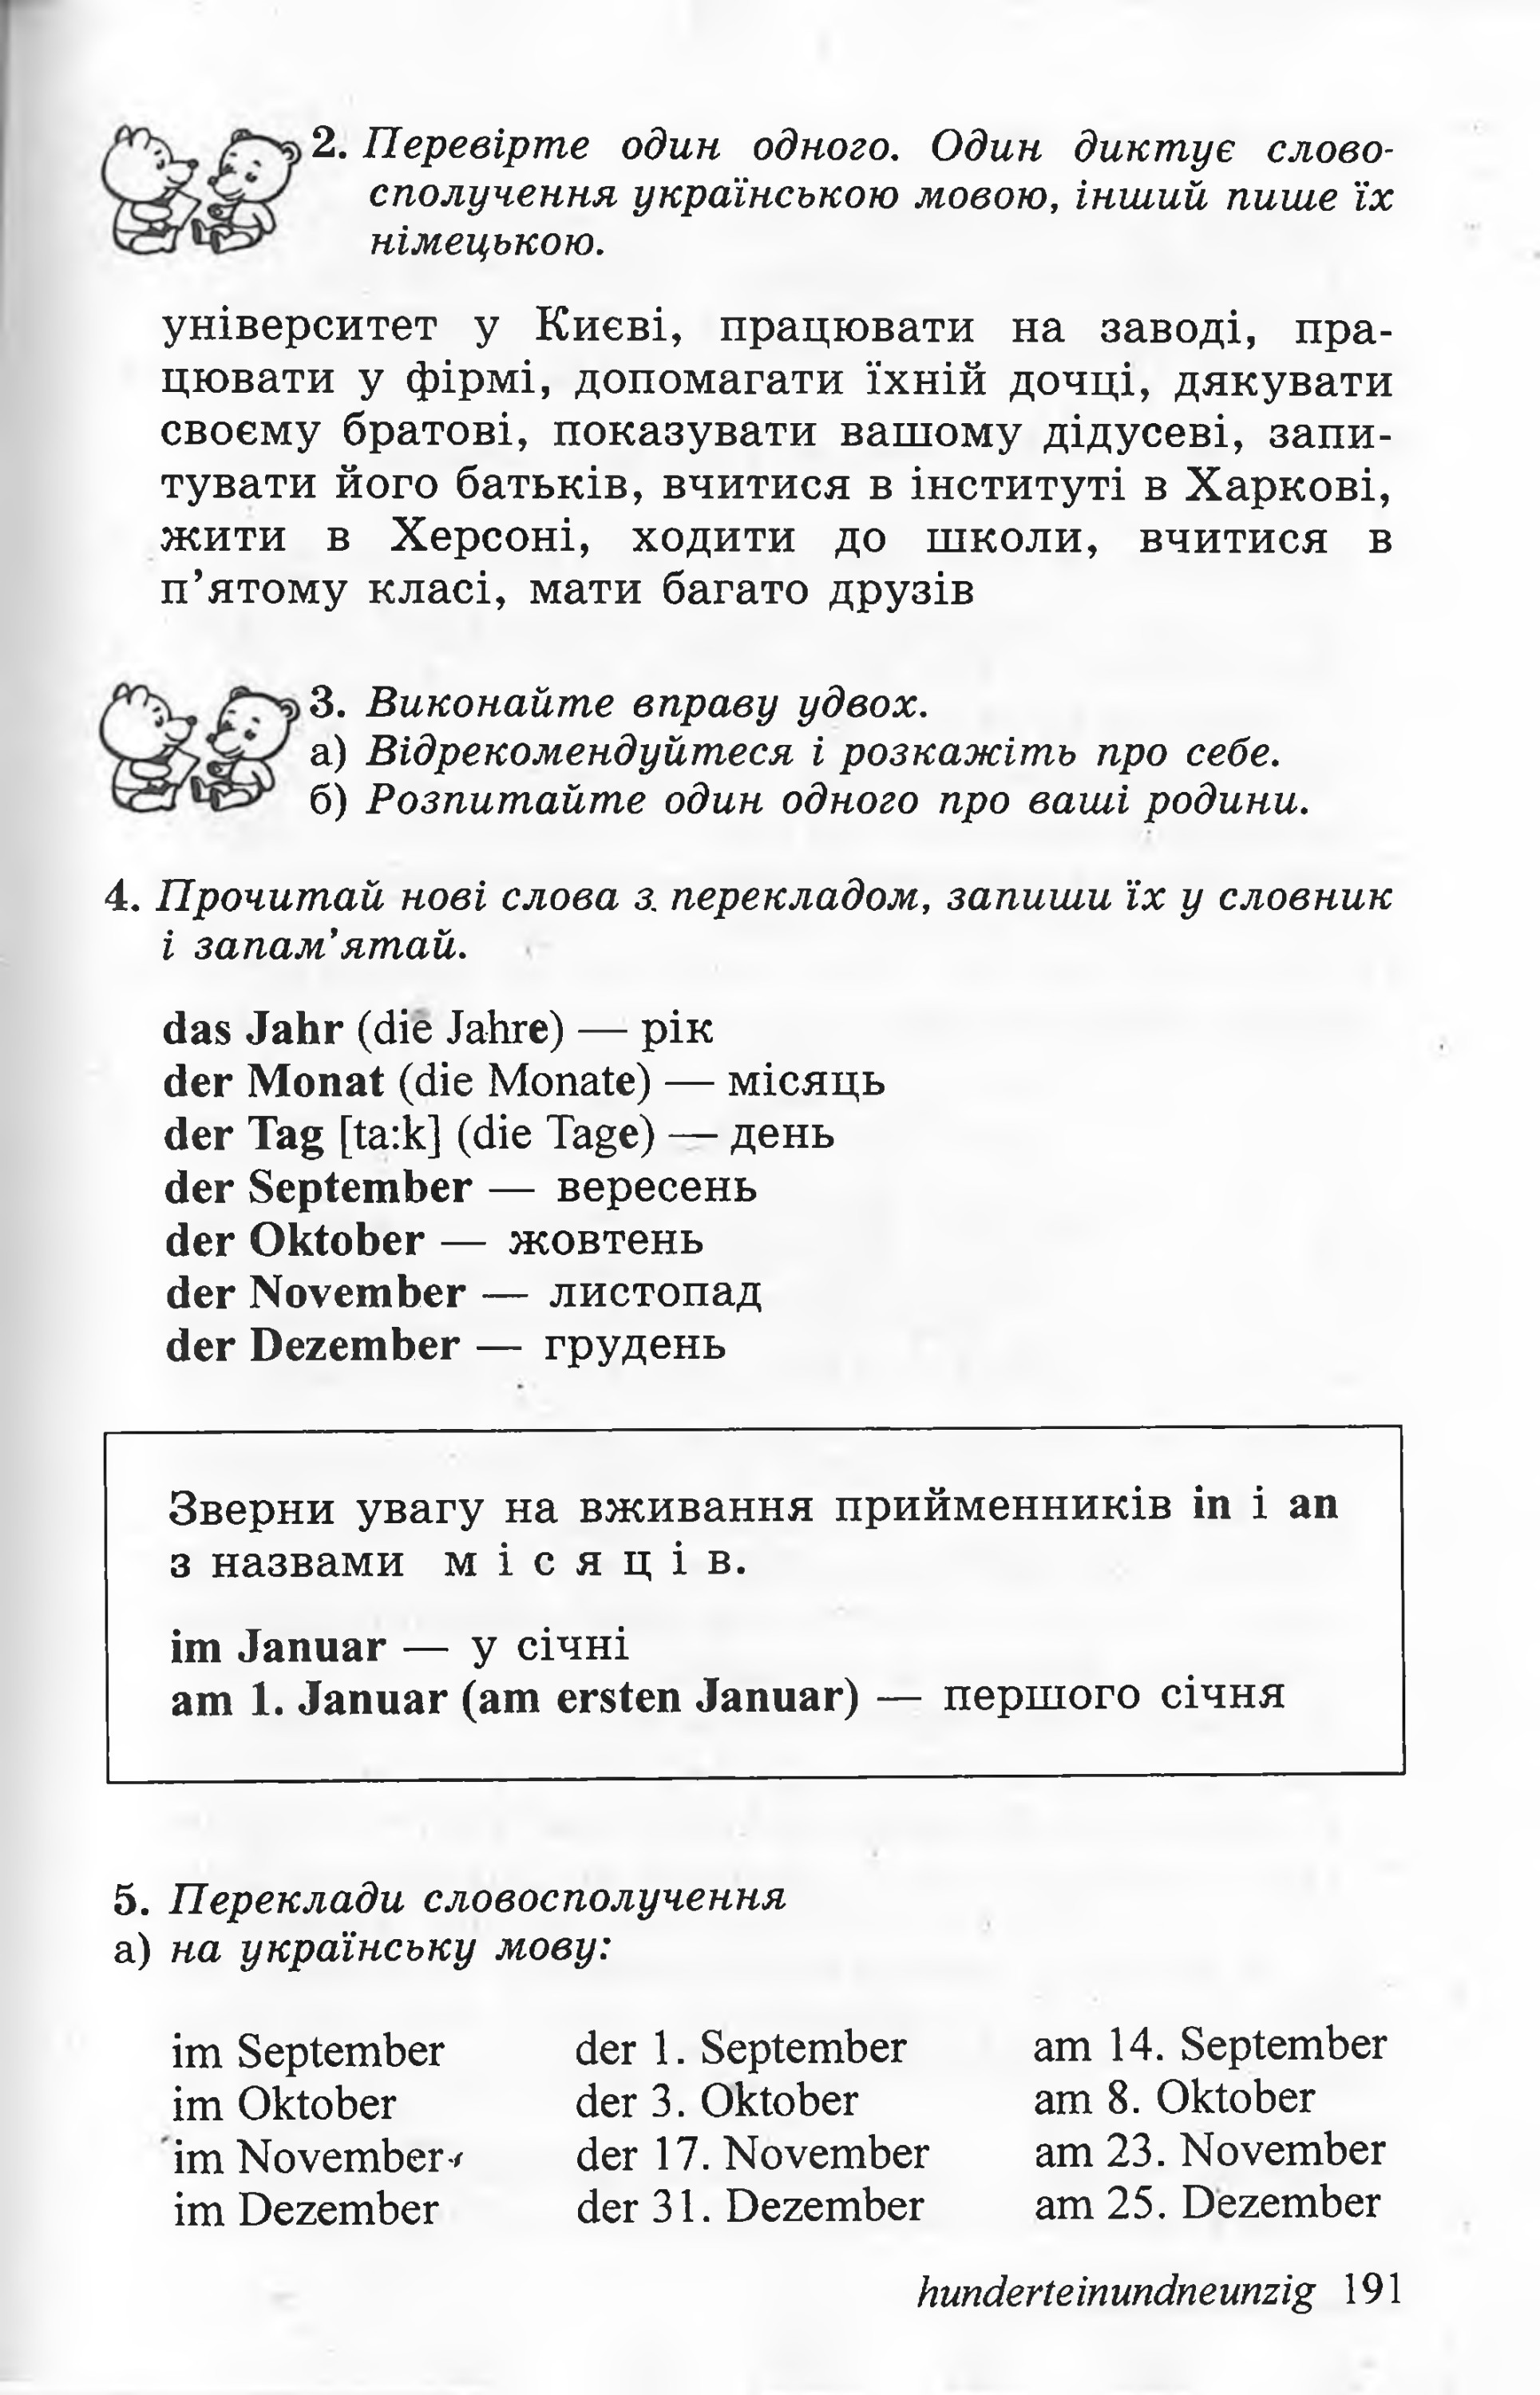 2. Перевірте один одного. Один диктує слово-
сполучення українською мовою, інший пише їх
німецькою.
університет у Києві, працювати на заводі, пра-
цювати у фірмі, допомагати їхній дочці, дякувати
своєму братові, показувати вашому дідусеві, запи-
тувати його батьків, вчитися в інституті в Харкові,
жити в Херсоні, ходити до школи, вчитися в
п’ятому класі, мати багато друзів
3. Виконайте вправу удвох.
а) Відрекомендуйтеся і розкажіть про себе.
б) Розпитайте один одного про ваші родини.
4. Прочитай нові слова з перекладом, запиши їх у словник
і запам’ятай.
das Jahr (die Jahre) — рік
der Monat (die Monate) — місяць
der Tag [ta:k] (die Tage) — день
der September — вересень
der Oktober — жовтень
der November — листопад
der Dezember — грудень
Зверни увагу на вживання прийменників in і an
з назвами м і с я ц і в.
im Januar — у січні
am 1. Januar (am ersten Januar) — першого січня
5. Переклади словосполучення
а) на українську мову:
im September der 1. September am 14. September
im Oktober der 3. Oktober am 8. Oktober
im November der 17. November am 23. November
im Dezember der 31. Dezember am 25. Dezember
hunderteinundneunzig 191